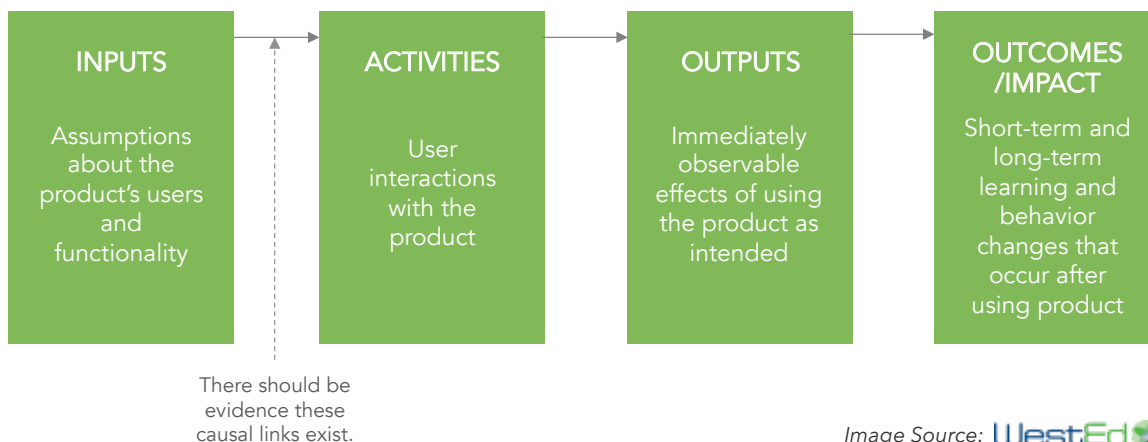 INPUTS
Assumptions
about the
product's users
and
functionality
ACTIVITIES
User
interactions
with the
product
OUTPUTS
Immediately
observable
effects of using
the product as
intended
OUTCOMES
/IMPACT
Short-term and
long-term
learning and
behavior
changes that
occur after
using product
There should be
evidence these
causal links exist.
Image Source: WestEd